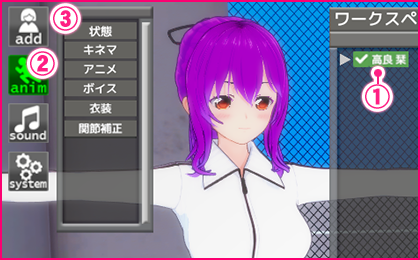 ③
add
②
anim
sound
system
状態
キネマ
アニメ
ボイス
衣装
関節補正
ワークスペ
高良 栞
①